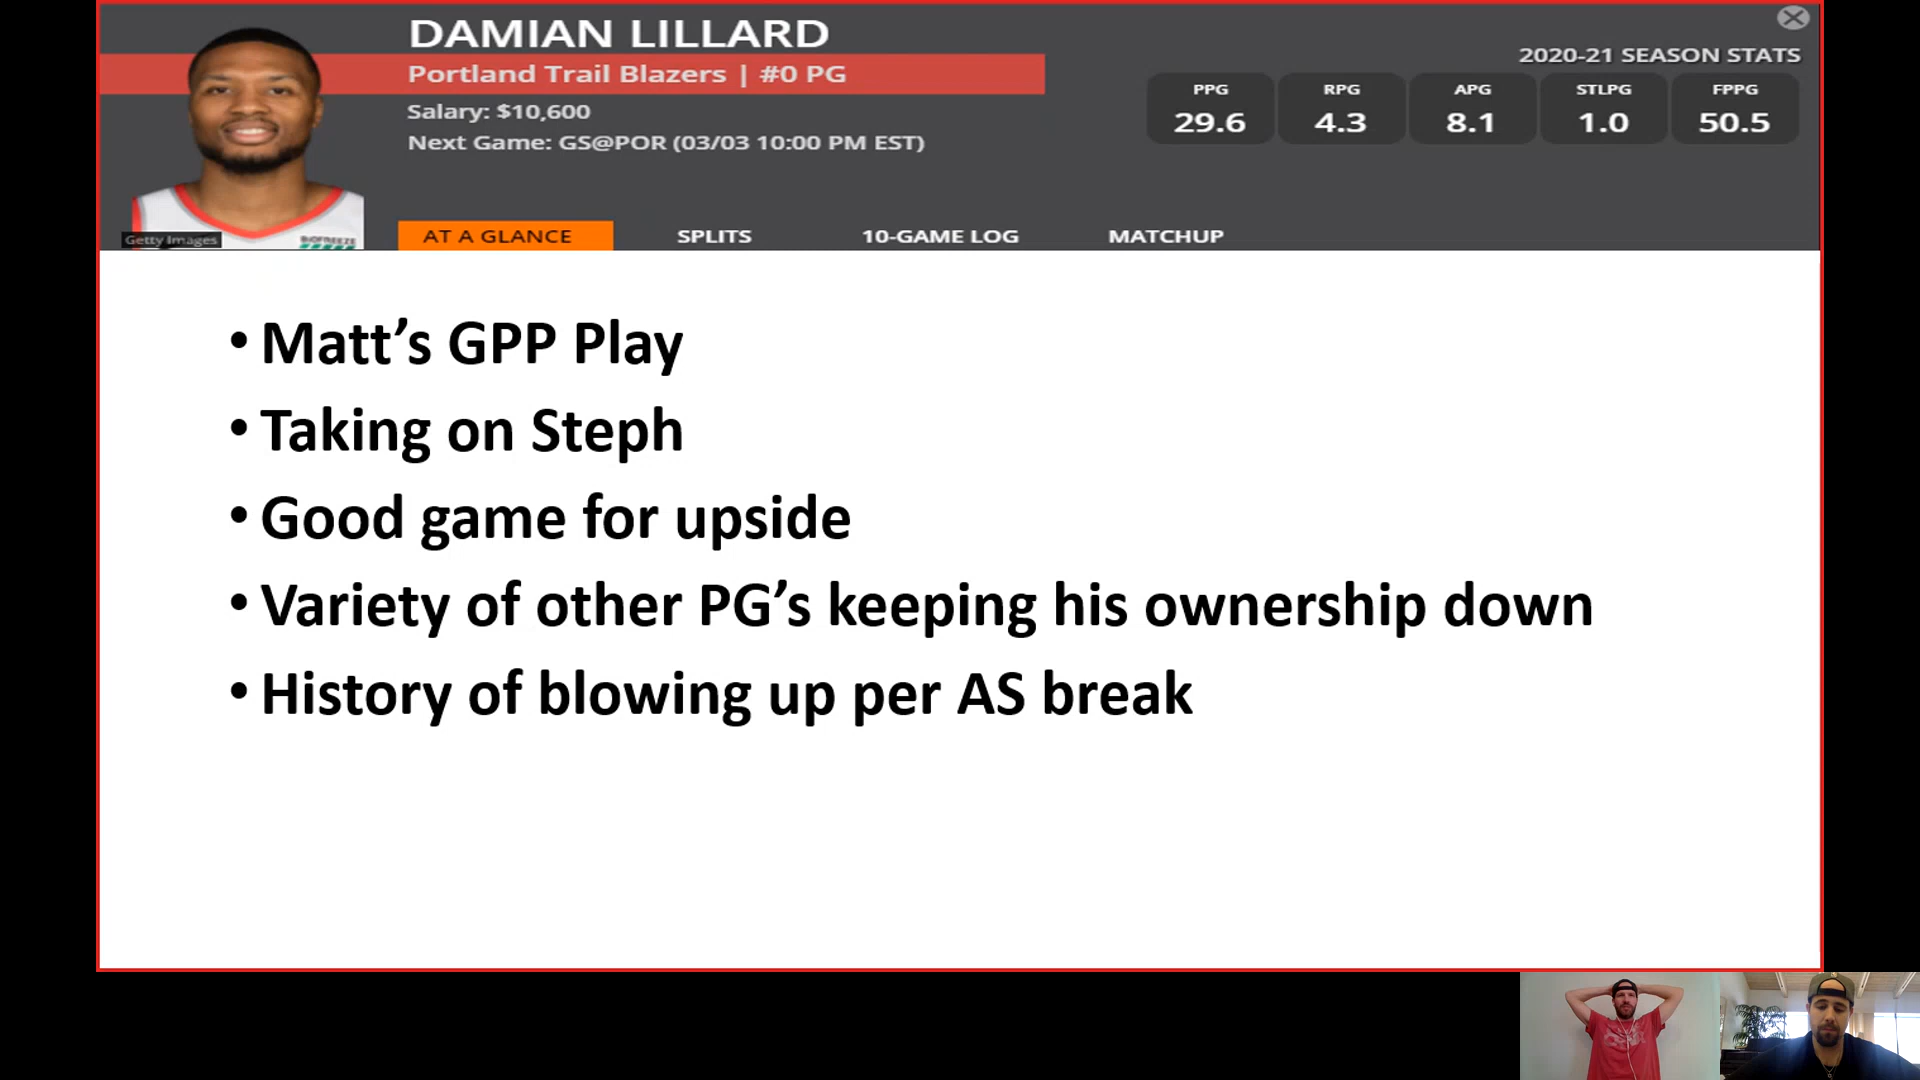 DAMIAN LILLARD
Portland Trail Blazers | #0 PG
Salary: $10,600
Next Game: GS@POR (03/03 10:00 PM EST)
2020-21 SEASON STATS
PPG RPG APG STLPG FPPG
29.6 4.3 8.1 1.0 50.5
Getty Images
BIOFREEZE
AT A GLANCE SPLITS 10-GAME LOG MATCHUP
• Matt’s GPP Play
• Taking on Steph
• Good game for upside
• Variety of other PG’s keeping his ownership down
• History of blowing up per AS break